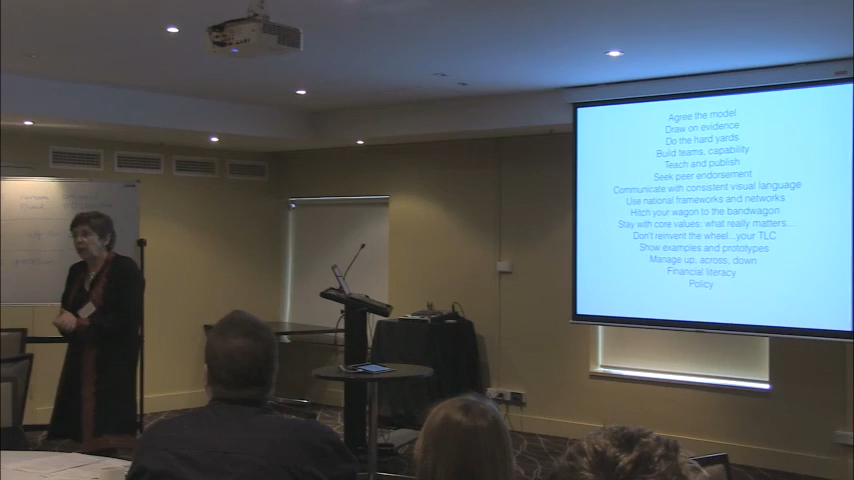 Agree the model
Draw on evidence
Do the hard yards
Build teams, capability
Teach and publish
Seek peer endorsement
Communicate with consistent visual language
Use national frameworks and networks
Hitch your wagon to the bandwagon
Stay with core values; what really matters...
Don't reinvent the wheel...your TLC
Show examples and prototypes
Manage up, across, down
Financial literacy
Policy